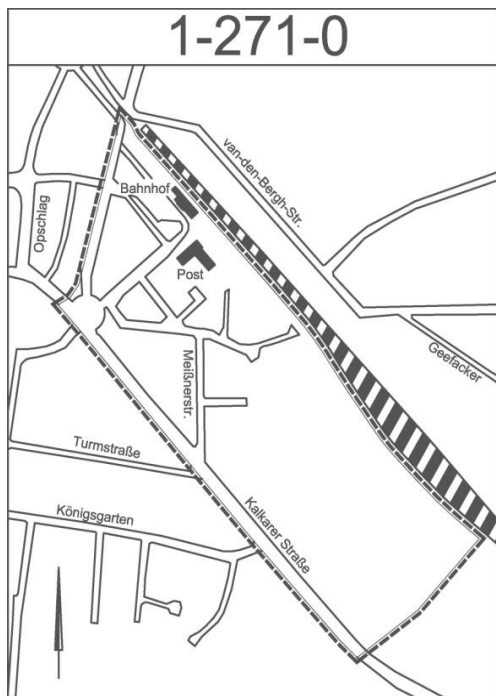 1-271-0
van-den-Bergh-Str.
Bahnhof
Opschlag
Post
Geefacker
Meißnerstr.
Turmstraße
Königsgarten
Kalkarer Straße